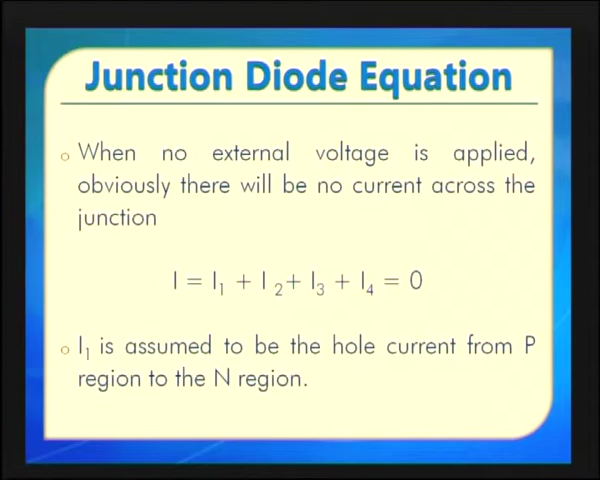 Junction Diode Equation
○ When no external voltage is applied,
obviously there will be no current across the
junction
I = I₁ + I ₂+ I₃ + I₄ = 0
○ I₁ is assumed to be the hole current from P
region to the N region.